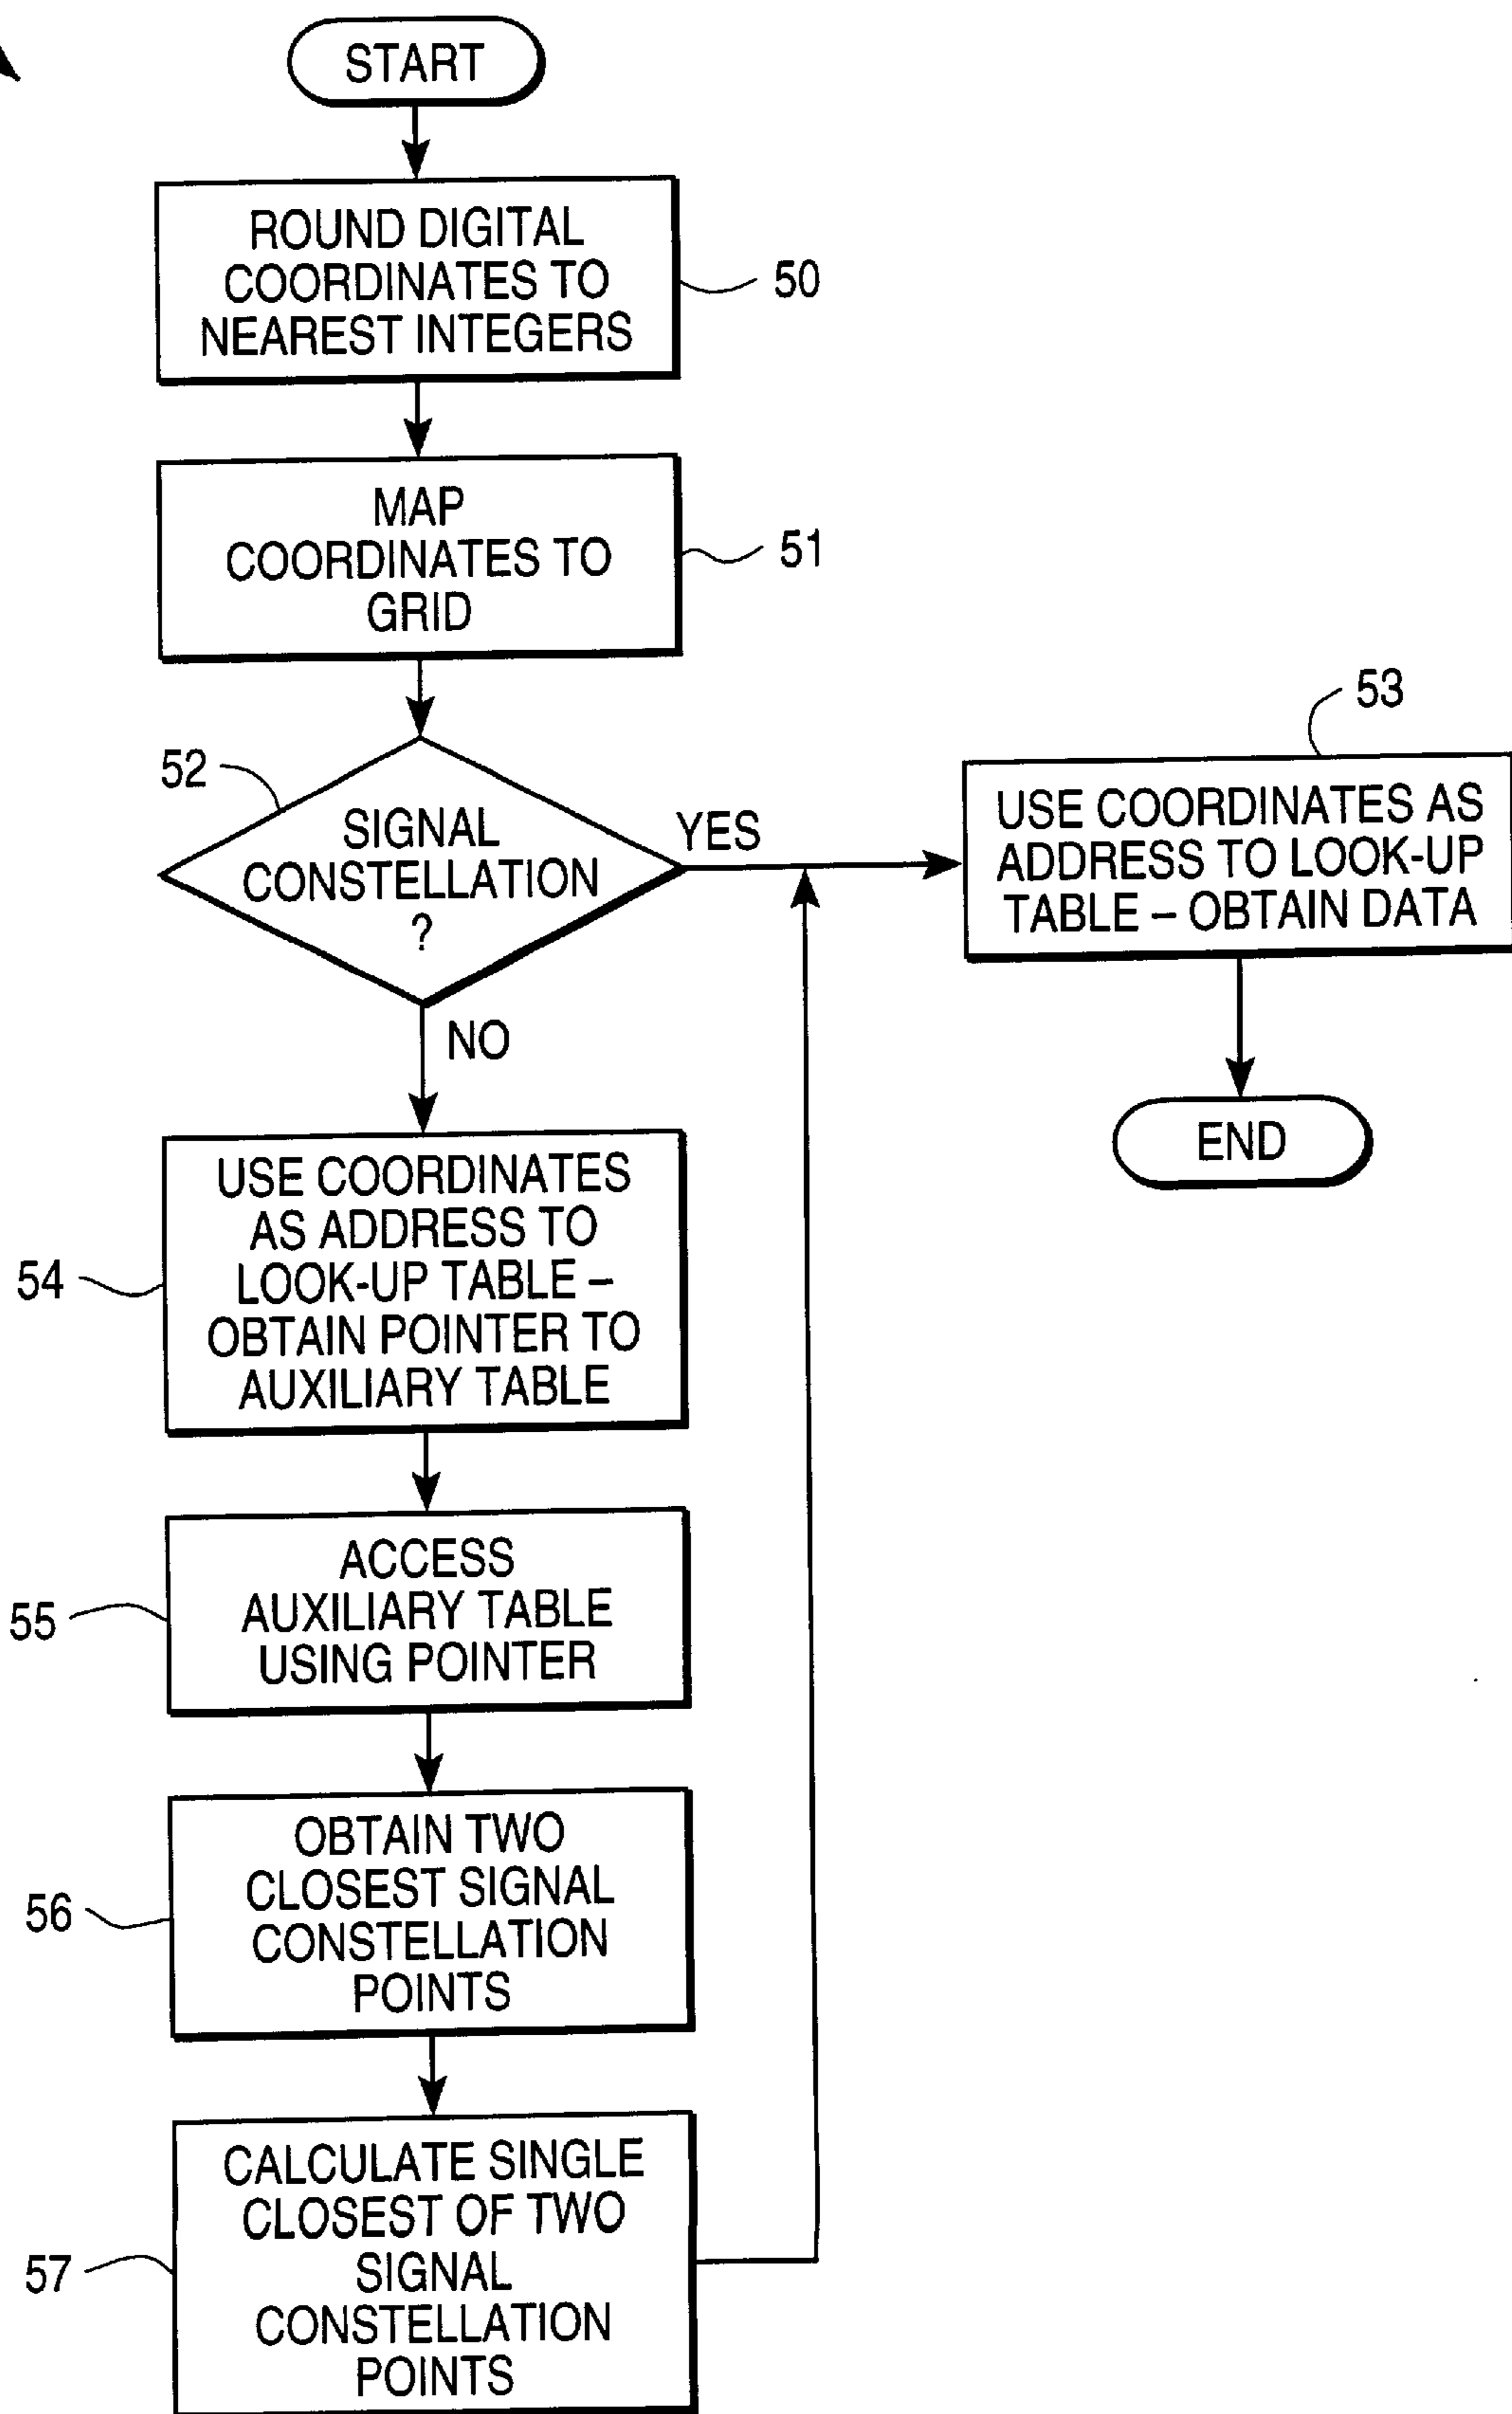 START
ROUND DIGITAL
COORDINATES TO
NEAREST INTEGERS
50
MAP
COORDINATES TO
GRID
51
52
SIGNAL
CONSTELLATION
?
YES
NO
53
USE COORDINATES AS
ADDRESS TO LOOK-UP
TABLE – OBTAIN DATA
END
54
USE COORDINATES
AS ADDRESS TO
LOOK-UP TABLE –
OBTAIN POINTER TO
AUXILIARY TABLE
55
ACCESS
AUXILIARY TABLE
USING POINTER
56
OBTAIN TWO
CLOSEST SIGNAL
CONSTELLATION
POINTS
57
CALCULATE SINGLE
CLOSEST OF TWO
SIGNAL
CONSTELLATION
POINTS